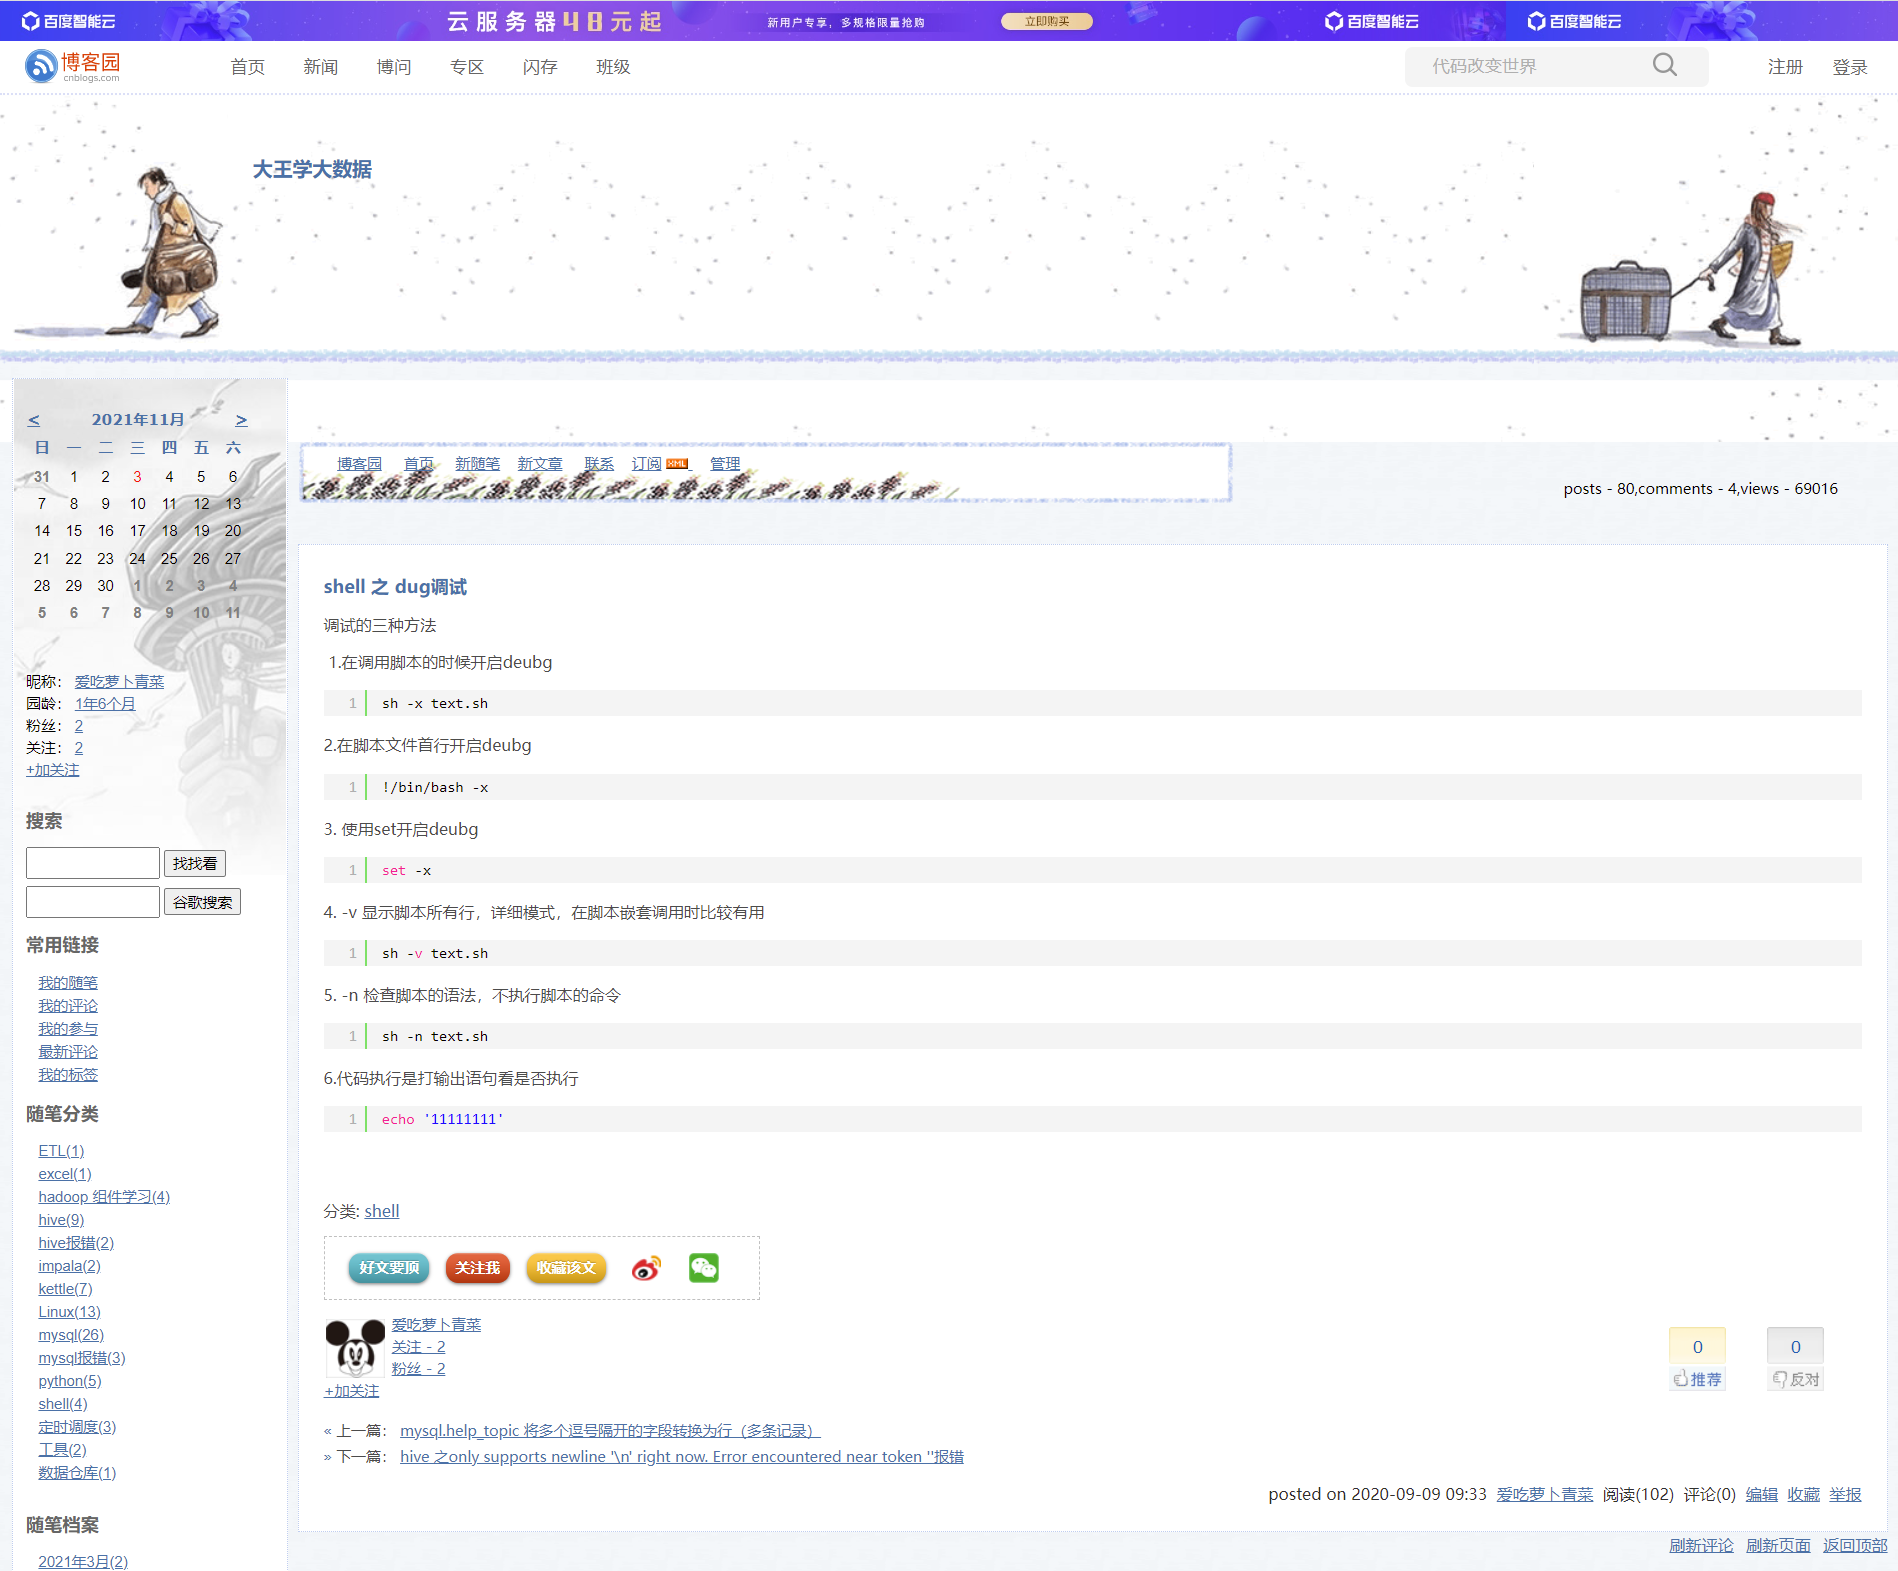 百度智能云
云服务器48元起
新用户专享，多规格限量抢购
立即购买
百度智能云
百度智能云
博客园
cnblogs.com
首页 新闻 博问 专区 闪存 班级
代码改变世界
注册 登录
大王学大数据
< 2021年11月 >
日 一 二 三 四 五 六
31 1 2 3 4 5 6
7 8 9 10 11 12 13
14 15 16 17 18 19 20
21 22 23 24 25 26 27
28 29 30 1 2 3 4
5 6 7 8 9 10 11
昵称： 爱吃萝卜青菜
园龄： 1年6个月
粉丝： 2
关注： 2
+加关注
搜索
找找看
谷歌搜索
常用链接
我的随笔
我的评论
我的参与
最新评论
我的标签
随笔分类
ETL(1)
excel(1)
hadoop 组件学习(4)
hive(9)
hive报错(2)
impala(2)
kettle(7)
Linux(13)
mysql(26)
mysql报错(3)
python(5)
shell(4)
定时调度(3)
工具(2)
数据仓库(1)
随笔档案
2021年3月(2)
博客园 首页 新随笔 新文章 联系 订阅 XML 管理
posts - 80,comments - 4,views - 69016
shell 之 dug调试
调试的三种方法
1.在调用脚本的时候开启deubg
1 sh -x text.sh
2.在脚本文件首行开启deubg
1 !/bin/bash -x
3. 使用set开启deubg
1 set -x
4. -v 显示脚本所有行，详细模式，在脚本嵌套调用时比较有用
1 sh -v text.sh
5. -n 检查脚本的语法，不执行脚本的命令
1 sh -n text.sh
6.代码执行是打输出语句看是否执行
1 echo '11111111'
分类: shell
好文要顶 关注我 收藏该文
爱吃萝卜青菜
关注 - 2
粉丝 - 2
+加关注
0 0
推荐 反对
« 上一篇： mysql.help_topic 将多个逗号隔开的字段转换为行（多条记录）
» 下一篇： hive 之only supports newline '\n' right now. Error encountered near token ''报错
posted on 2020-09-09 09:33 爱吃萝卜青菜 阅读(102) 评论(0) 编辑 收藏 举报
刷新评论 刷新页面 返回顶部